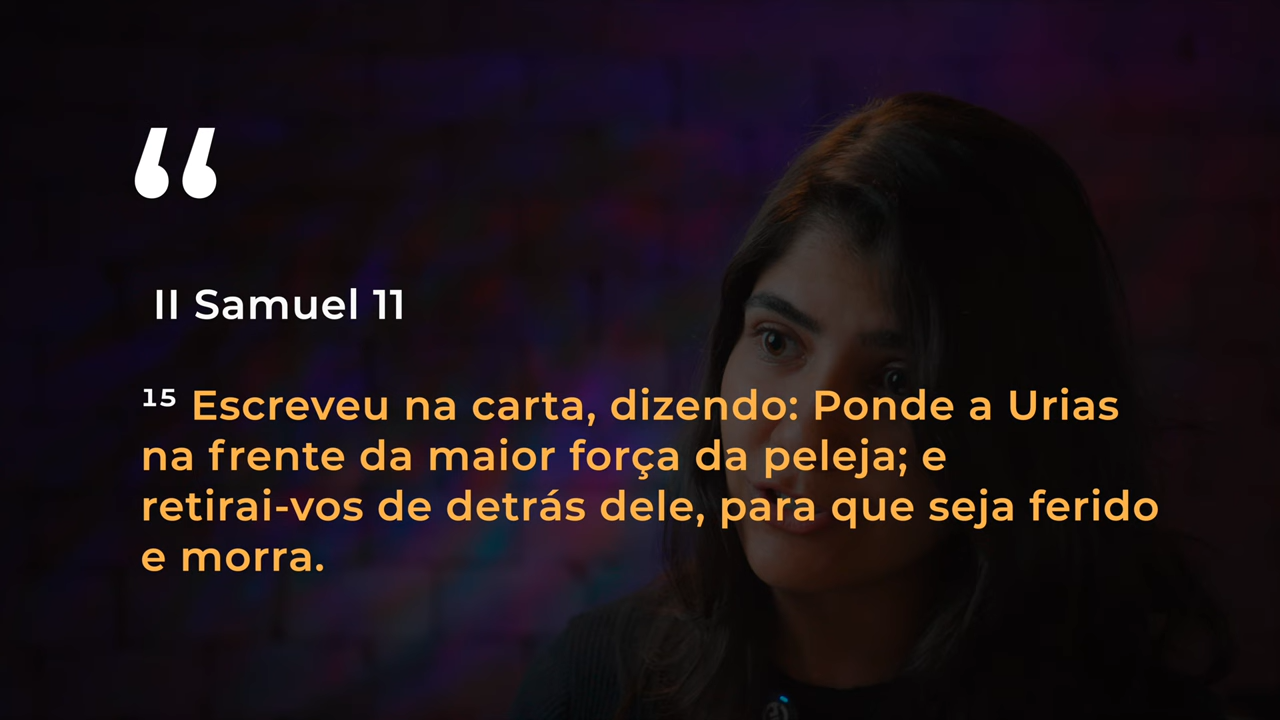 “
II Samuel 11
¹⁵ Escreveu na carta, dizendo: Ponde a Urias
na frente da maior força da peleja; e
retirai-vos de detrás dele, para que seja ferido
e morra.